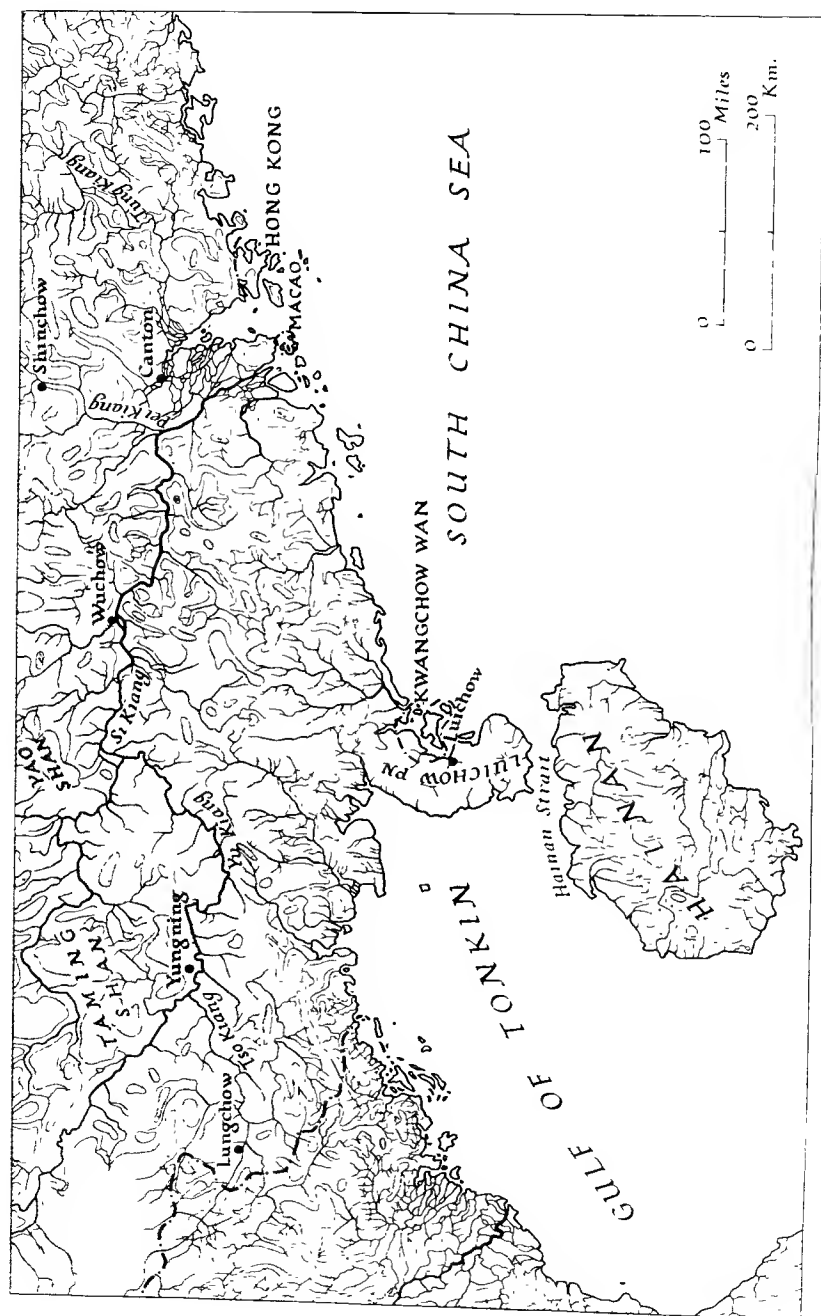 Shinchow
Tung Kiang
Pei Kiang
Canton
HONG KONG
MACAO
Wuchow
Si Kiang
YAO
SHAN
TAMING
SHAN
Yungning
Yu Kiang
Tso Kiang
Lungchow
KWANGCHOW WAN
Luichow
LUICHOW PN
Hainan Strait
HAINAN
SOUTH CHINA SEA
GULF OF TONKIN
0 100
Miles
0 200
Km.